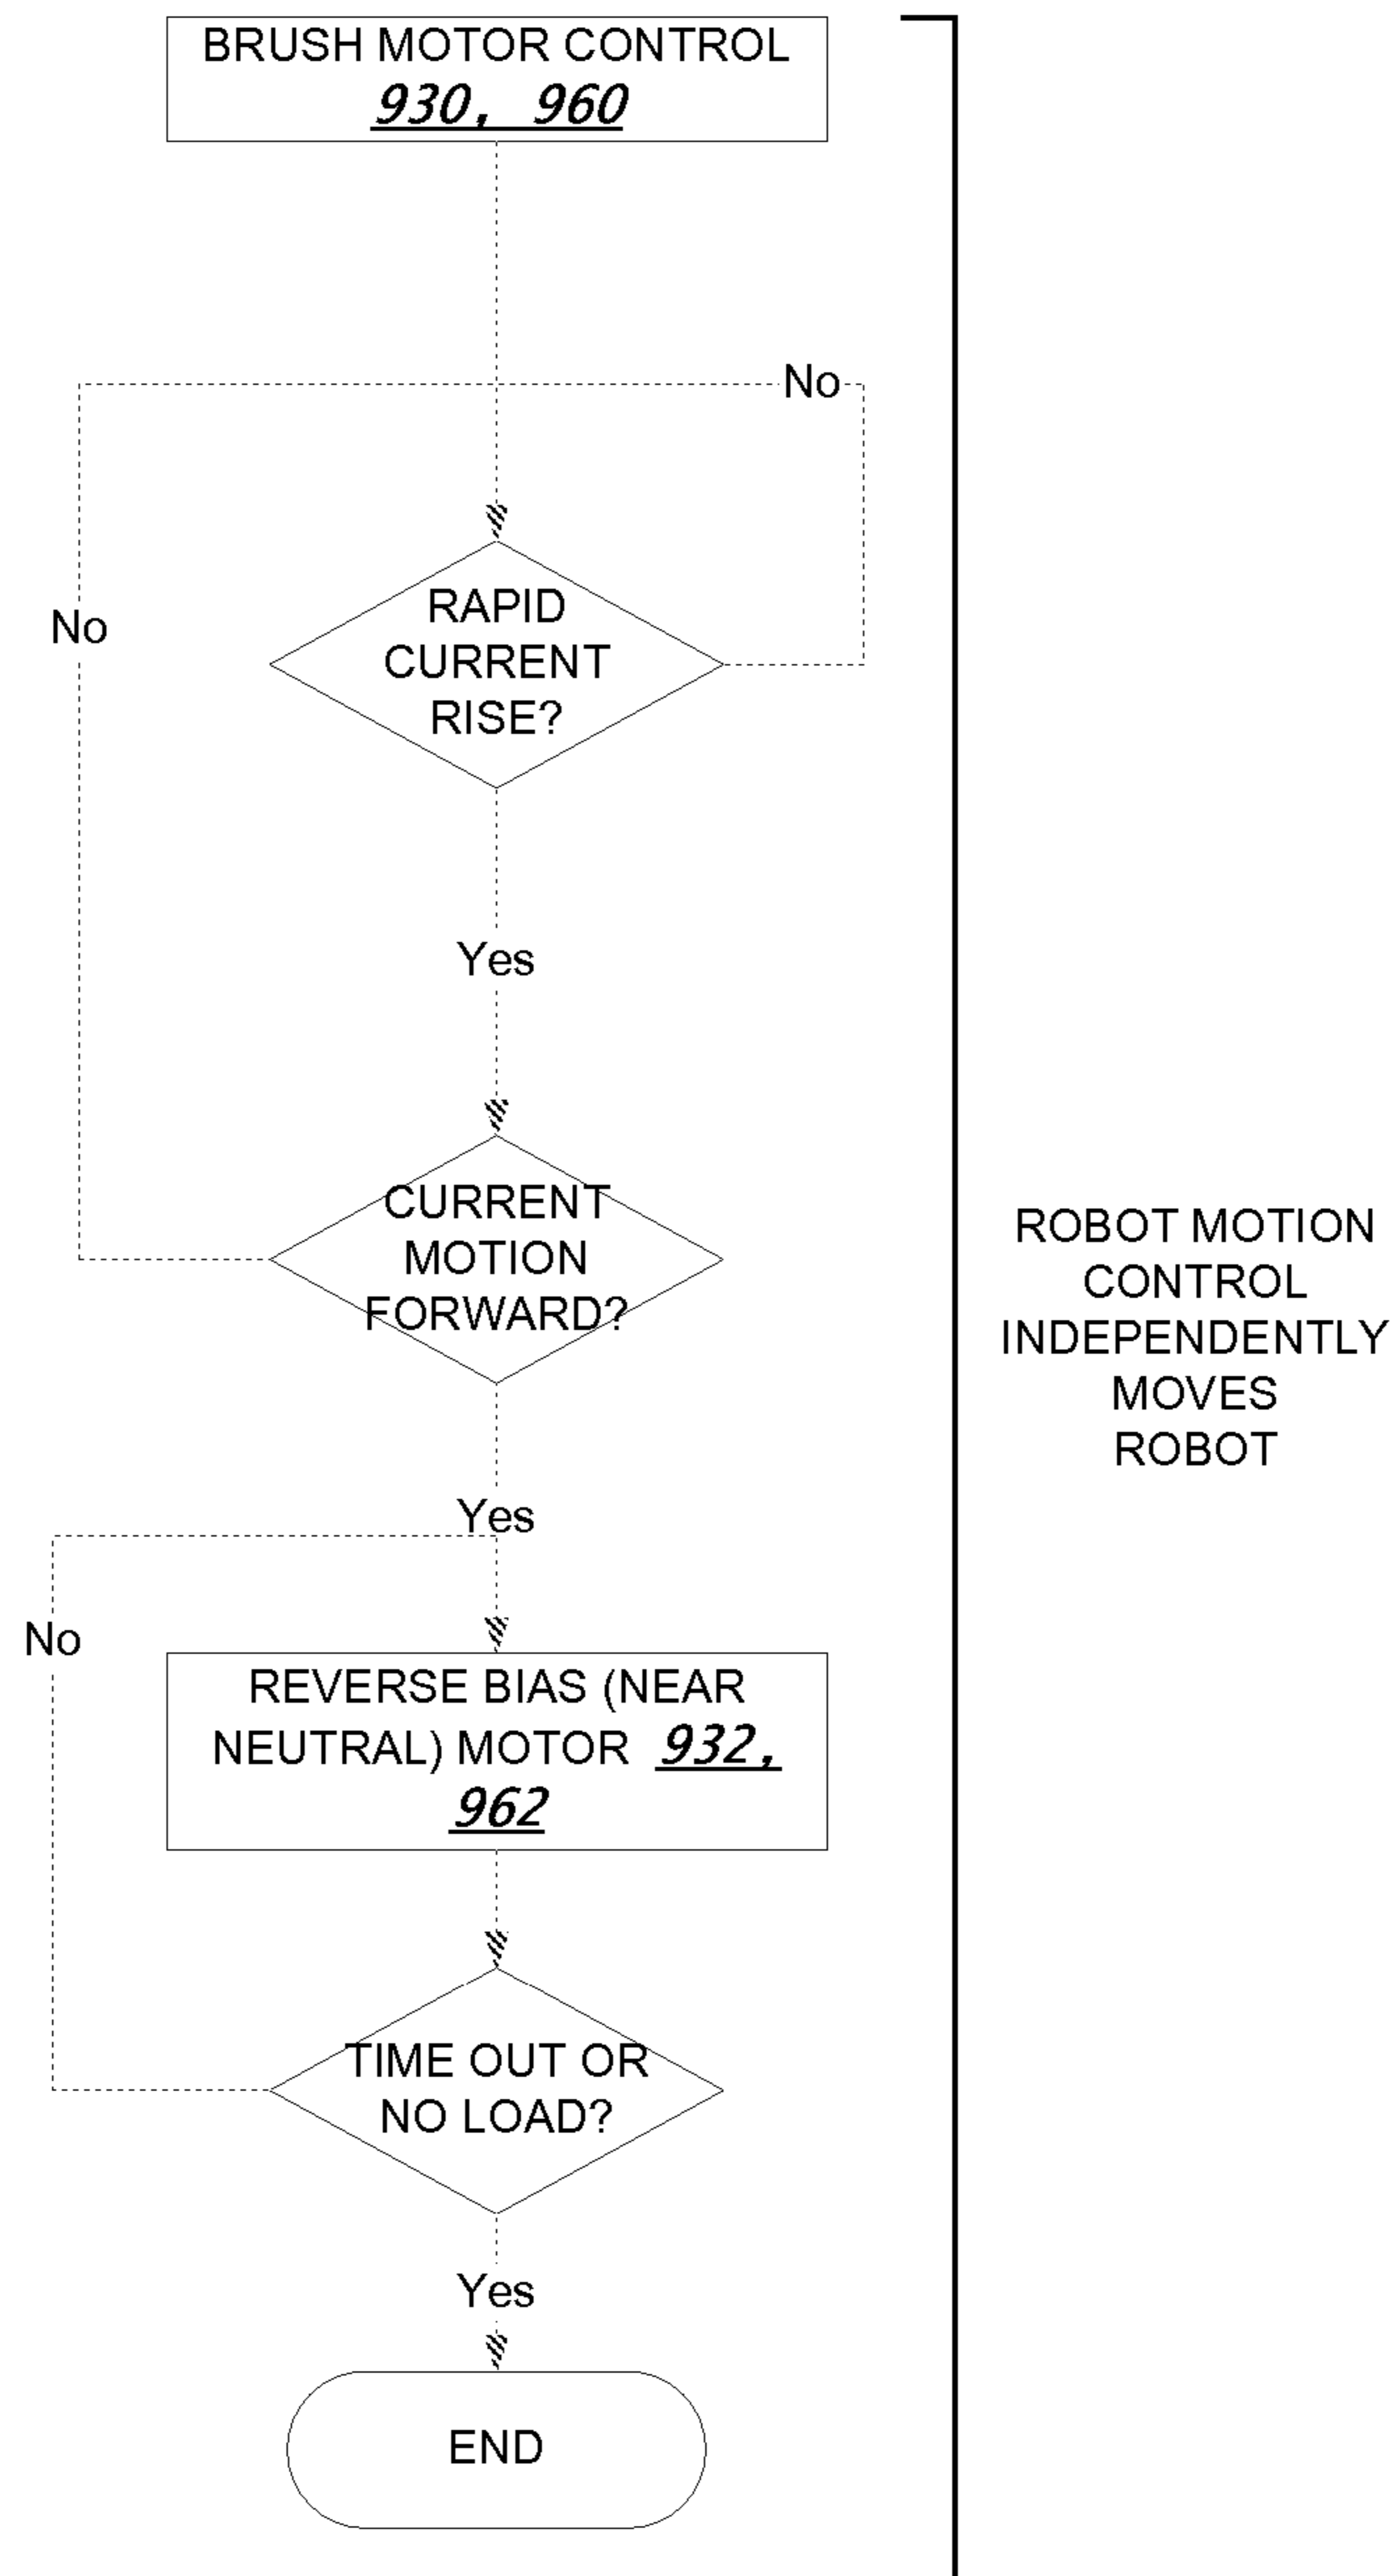 BRUSH MOTOR CONTROL
930, 960
No
RAPID
CURRENT
RISE?
No
Yes
CURRENT
MOTION
FORWARD?
ROBOT MOTION
CONTROL
INDEPENDENTLY
MOVES
ROBOT
Yes
No
REVERSE BIAS (NEAR
NEUTRAL) MOTOR 932,
962
TIME OUT OR
NO LOAD?
Yes
END